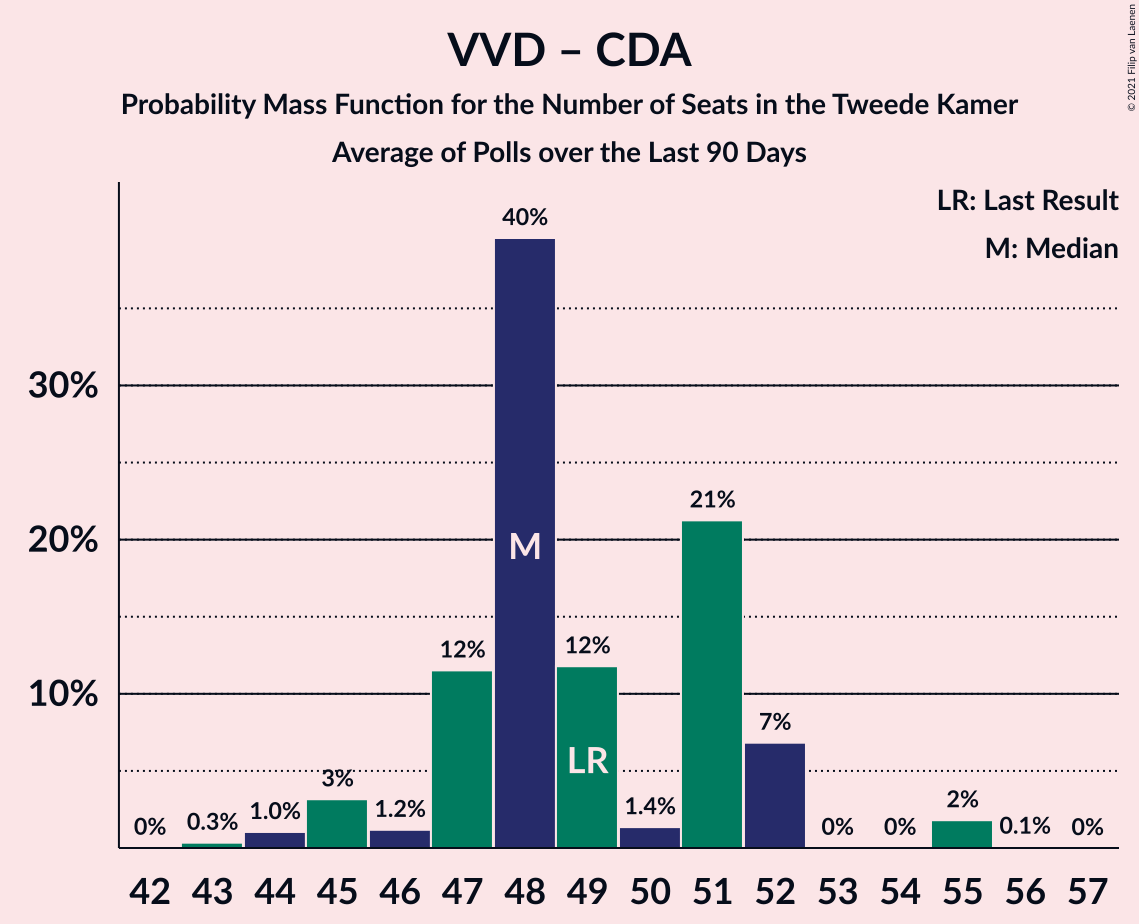 VVD – CDA
Probability Mass Function for the Number of Seats in the Tweede Kamer
Average of Polls over the Last 90 Days
© 2021 Filip van Laenen
LR: Last Result
M: Median
40%
30%
21%
20%
M
12%
12%
10%
7%
LR
3%
2%
1.4%
1.2%
1.0%
0.3%
0.1%
0%
0%
0%
0%
42 43 44 45 46 47 48 49 50 51 52 53 54 55 56 57